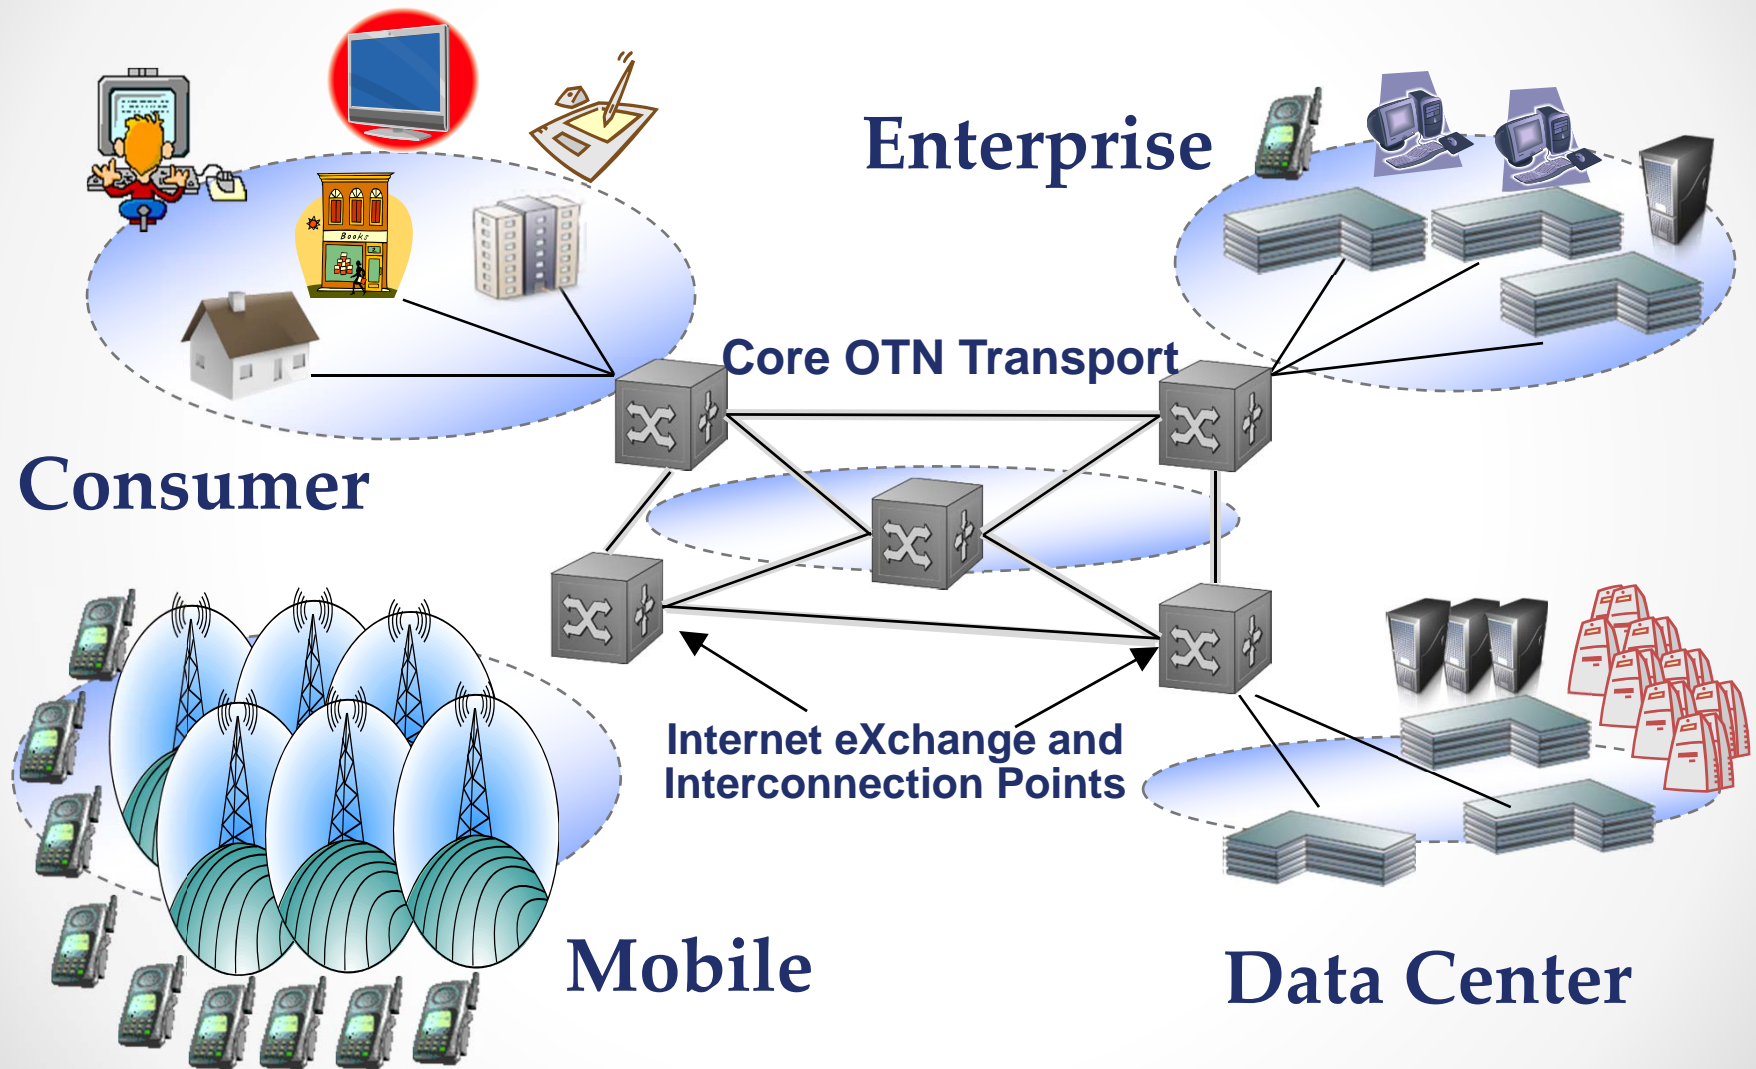 Enterprise
Books
Core OTN Transport
Consumer
Internet eXchange and
Interconnection Points
Mobile
Data Center